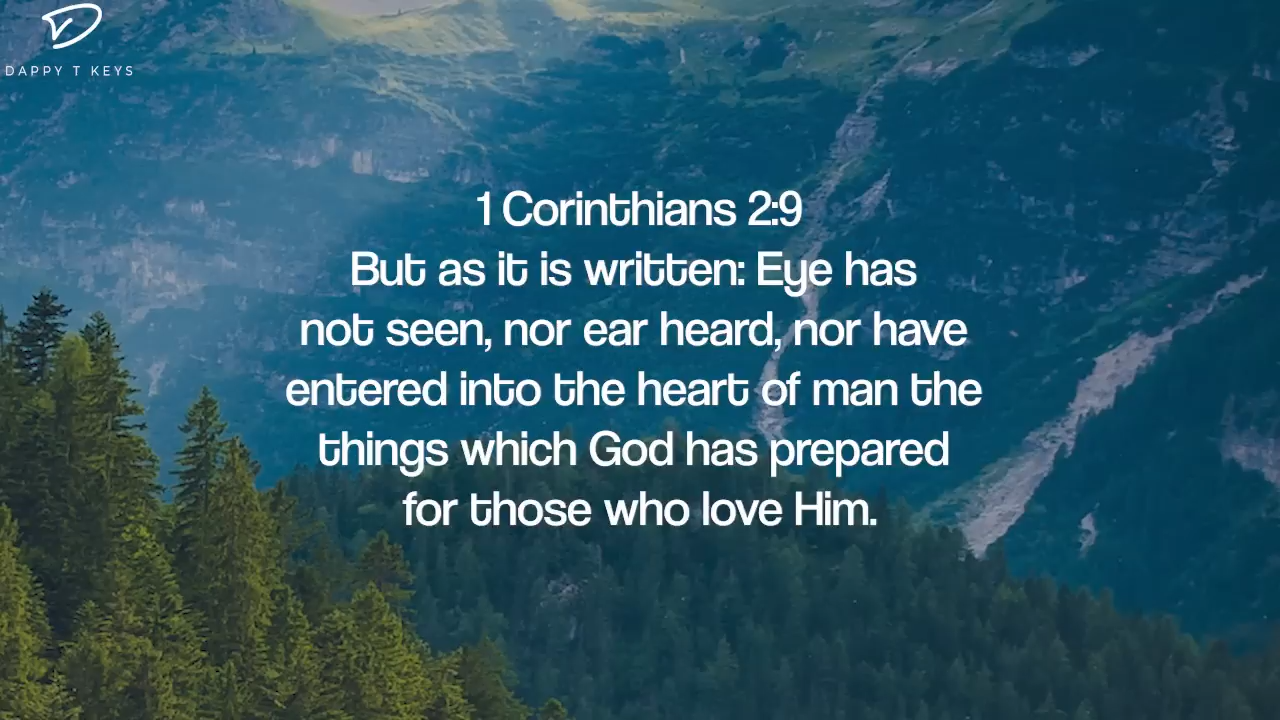 DAPPY T KEYS
1 Corinthians 2:9
But as it is written: Eye has
not seen, nor ear heard, nor have
entered into the heart of man the
things which God has prepared
for those who love Him.